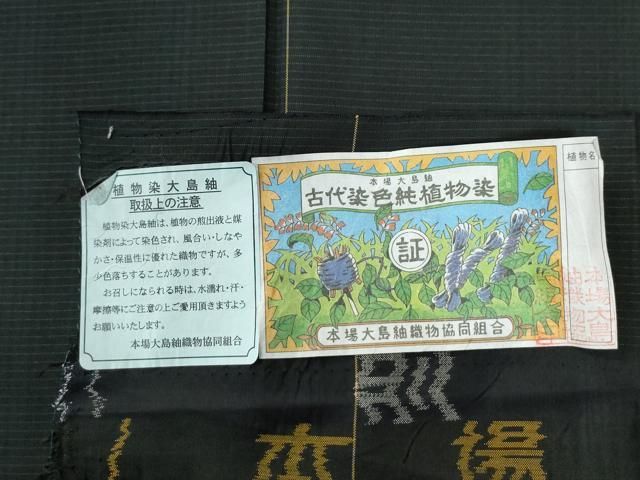 植物染大島紬
取扱上の注意
植物染大島紬は、植物の煎出液と媒
染剤によって染色され、風合い・しなや
かさ・保温性に優れた織物ですが、多
少色落ちすることがあります。
お召しになられる時は、水濡れ・汗・
摩擦等にご注意の上ご愛用頂きますよう
お願いいたします。
本場大島紬織物協同組合
本場大島紬
古代染色純植物染
証
本場大島紬織物協同組合
植物名
本場大島
本場